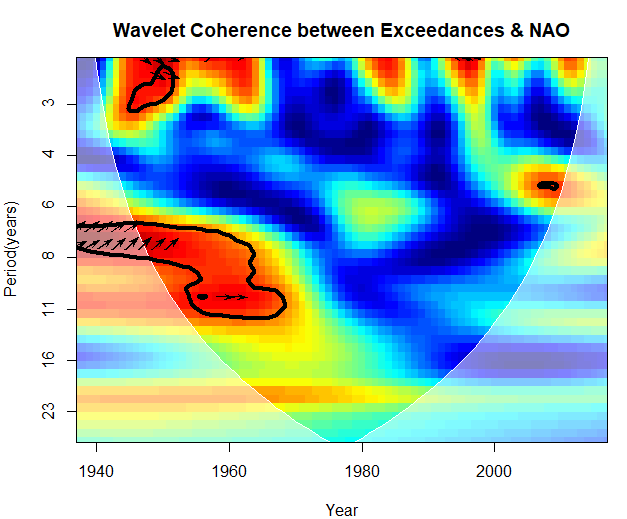 Wavelet Coherence between Exceedances & NAO
Period(years)
3
4
6
8
11
16
23
1940 1960 1980 2000
Year